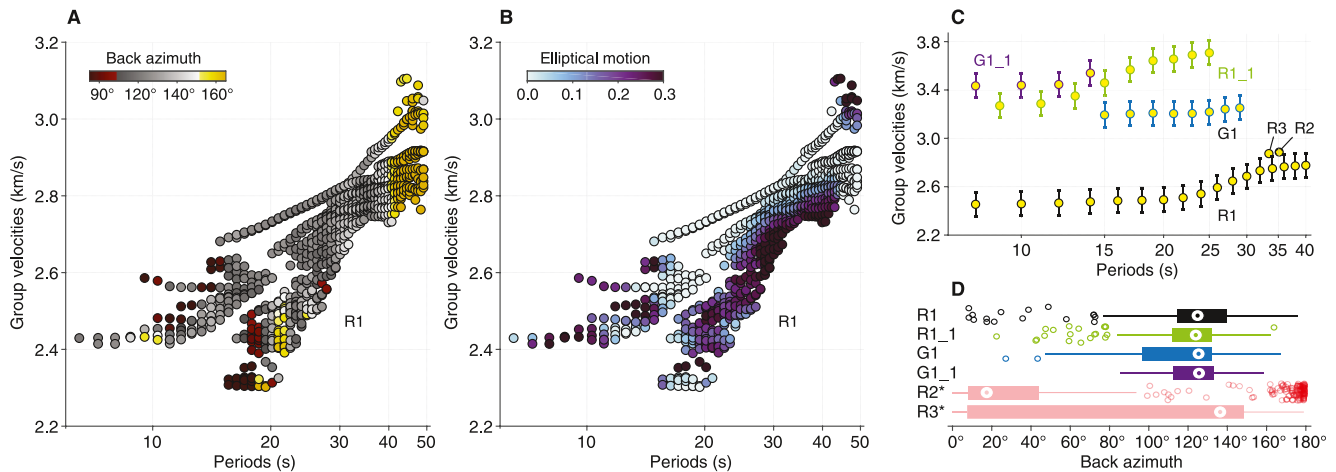 A
Back azimuth
90° 120° 140° 160°
Group velocities (km/s)
3.2
3.0
2.8
2.6
2.4
2.2
R1
10 20 30 40 50
Periods (s)
B
Elliptical motion
0.0 0.1 0.2 0.3
Group velocities (km/s)
3.2
3.0
2.8
2.6
2.4
2.2
R1
10 20 30 40 50
Periods (s)
C
Group velocities (km/s)
3.8
3.4
3.0
2.6
2.2
G1_1
R1_1
G1
R3 R2
R1
10 15 20 25 30 35 40
Periods (s)
D
R1
R1_1
G1
G1_1
R2*
R3*
0° 20° 40° 60° 80° 100° 120° 140° 160° 180°
Back azimuth